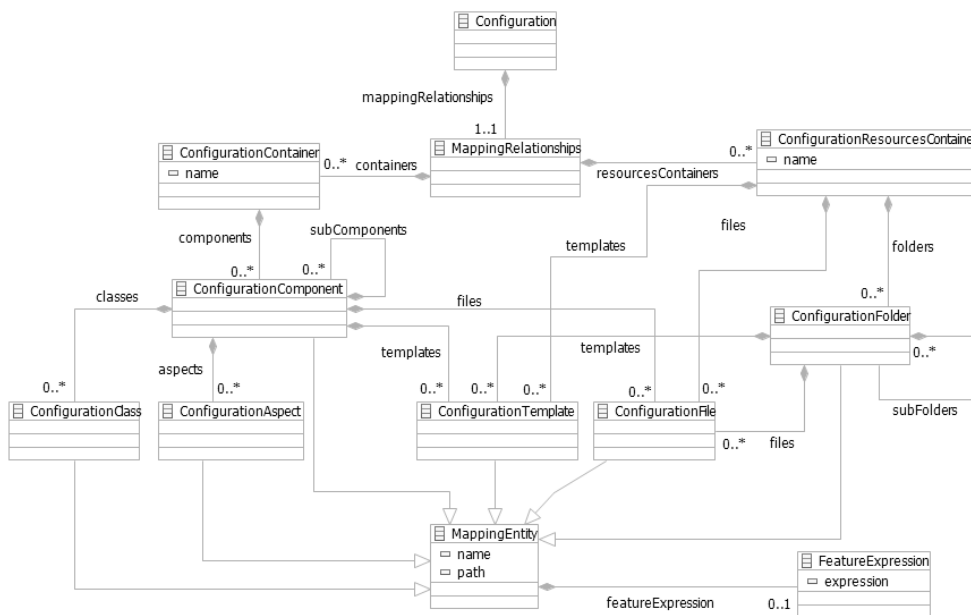 Configuration
mappingRelationships
1..1
ConfigurationContainer
name
0..*
containers
MappingRelationships
0..*
resourcesContainers
ConfigurationResourcesContaine
name
components
subComponents
templates
files
folders
0..*
0..*
0..*
classes
ConfigurationComponent
files
ConfigurationFolder
aspects
templates
templates
0..*
subFolders
0..*
0..*
0..*
0..*
0..*
0..*
0..*
ConfigurationClass
ConfigurationAspect
ConfigurationTemplate
ConfigurationFile
0..*
files
MappingEntity
name
path
featureExpression
0..1
FeatureExpression
expression